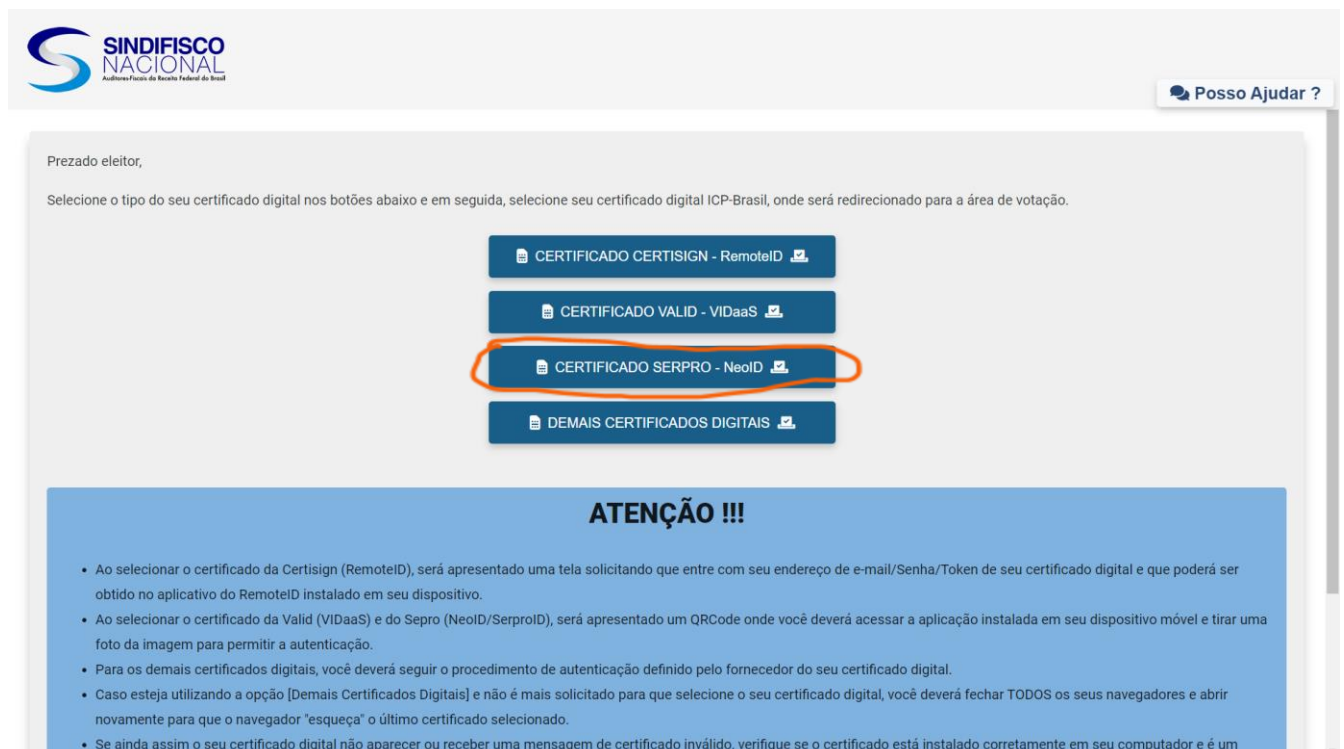 SINDIFISCO
NACIONAL
Auditores-Fiscais da Receita Federal do Brasil
Posso Ajudar ?
Prezado eleitor,
Selecione o tipo do seu certificado digital nos botões abaixo e em seguida, selecione seu certificado digital ICP-Brasil, onde será redirecionado para a área de votação.
CERTIFICADO CERTISIGN - RemoteID
CERTIFICADO VALID - VIDaaS
CERTIFICADO SERPRO - NeoID
DEMAIS CERTIFICADOS DIGITAIS
ATENÇÃO !!!
• Ao selecionar o certificado da Certisign (RemoteID), será apresentado uma tela solicitando que entre com seu endereço de e-mail/Senha/Token de seu certificado digital e que poderá ser
obtido no aplicativo do RemoteID instalado em seu dispositivo.
• Ao selecionar o certificado da Valid (VIDaaS) e do Sepro (NeoID/SerproID), será apresentado um QRCode onde você deverá acessar a aplicação instalada em seu dispositivo móvel e tirar uma
foto da imagem para permitir a autenticação.
• Para os demais certificados digitais, você deverá seguir o procedimento de autenticação definido pelo fornecedor do seu certificado digital.
• Caso esteja utilizando a opção [Demais Certificados Digitais] e não é mais solicitado para que selecione o seu certificado digital, você deverá fechar TODOS os seus navegadores e abrir
novamente para que o navegador "esqueça" o último certificado selecionado.
• Se ainda assim o seu certificado digital não aparecer ou receber uma mensagem de certificado inválido, verifique se o certificado está instalado corretamente em seu computador e é um